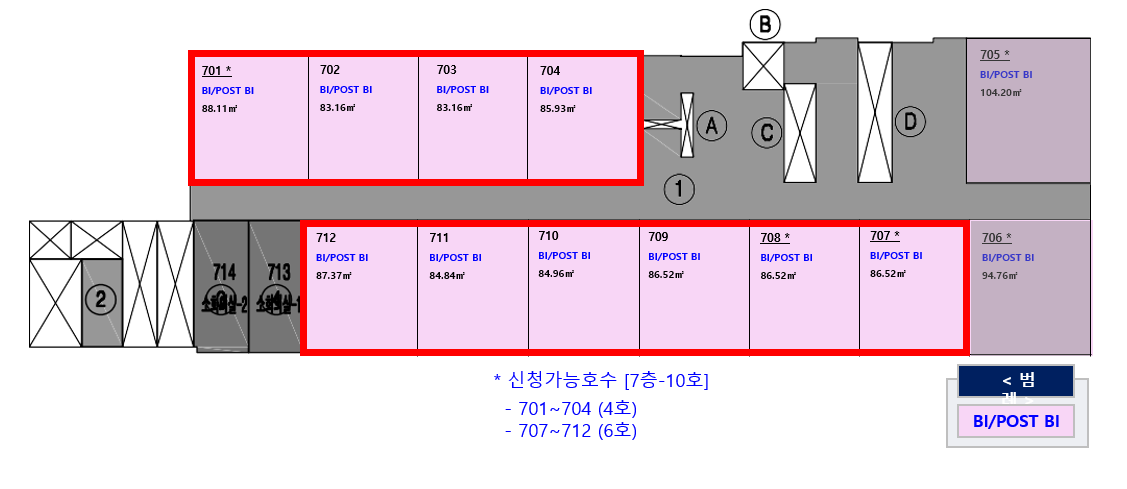 B
701 *
BI/POST BI
88.11㎡
702
BI/POST BI
83.16㎡
703
BI/POST BI
83.16㎡
704
BI/POST BI
85.93㎡
705 *
BI/POST BI
104.20㎡
A
C
D
1
712
BI/POST BI
87.37㎡
711
BI/POST BI
84.84㎡
710
BI/POST BI
84.96㎡
709
BI/POST BI
86.52㎡
708 *
BI/POST BI
86.52㎡
707 *
BI/POST BI
86.52㎡
706 *
BI/POST BI
94.76㎡
714
713
2
3
4
* 신청가능호수 [7층-10호]
- 701~704 (4호)
- 707~712 (6호)
< 범
례 >
BI/POST BI